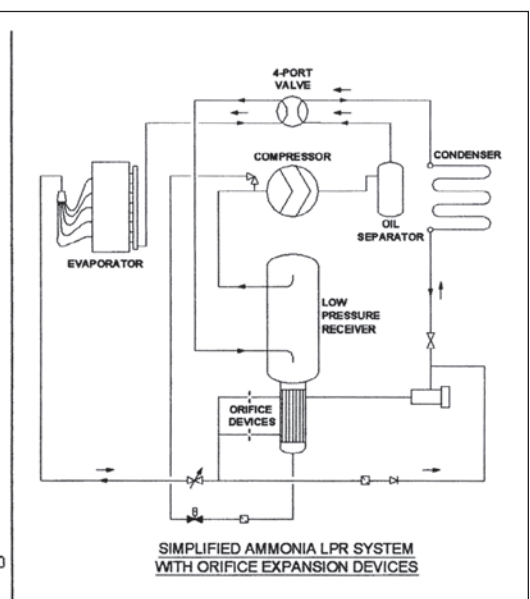 4-PORT
VALVE
COMPRESSOR
CONDENSER
OIL
SEPARATOR
EVAPORATOR
LOW
PRESSURE
RECEIVER
ORIFICE
DEVICES
SIMPLIFIED AMMONIA LPR SYSTEM
WITH ORIFICE EXPANSION DEVICES